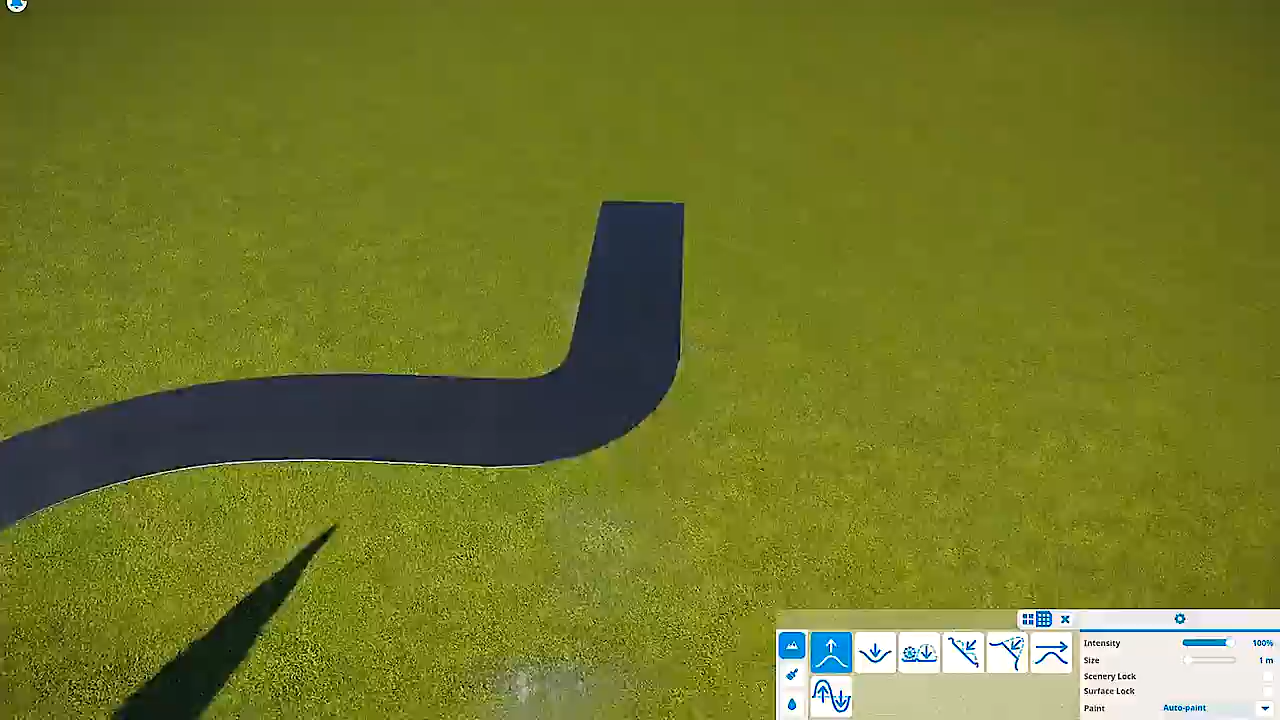 Intensity 100%
Size 1 m
Scenery Lock
Surface Lock
Paint Auto-paint